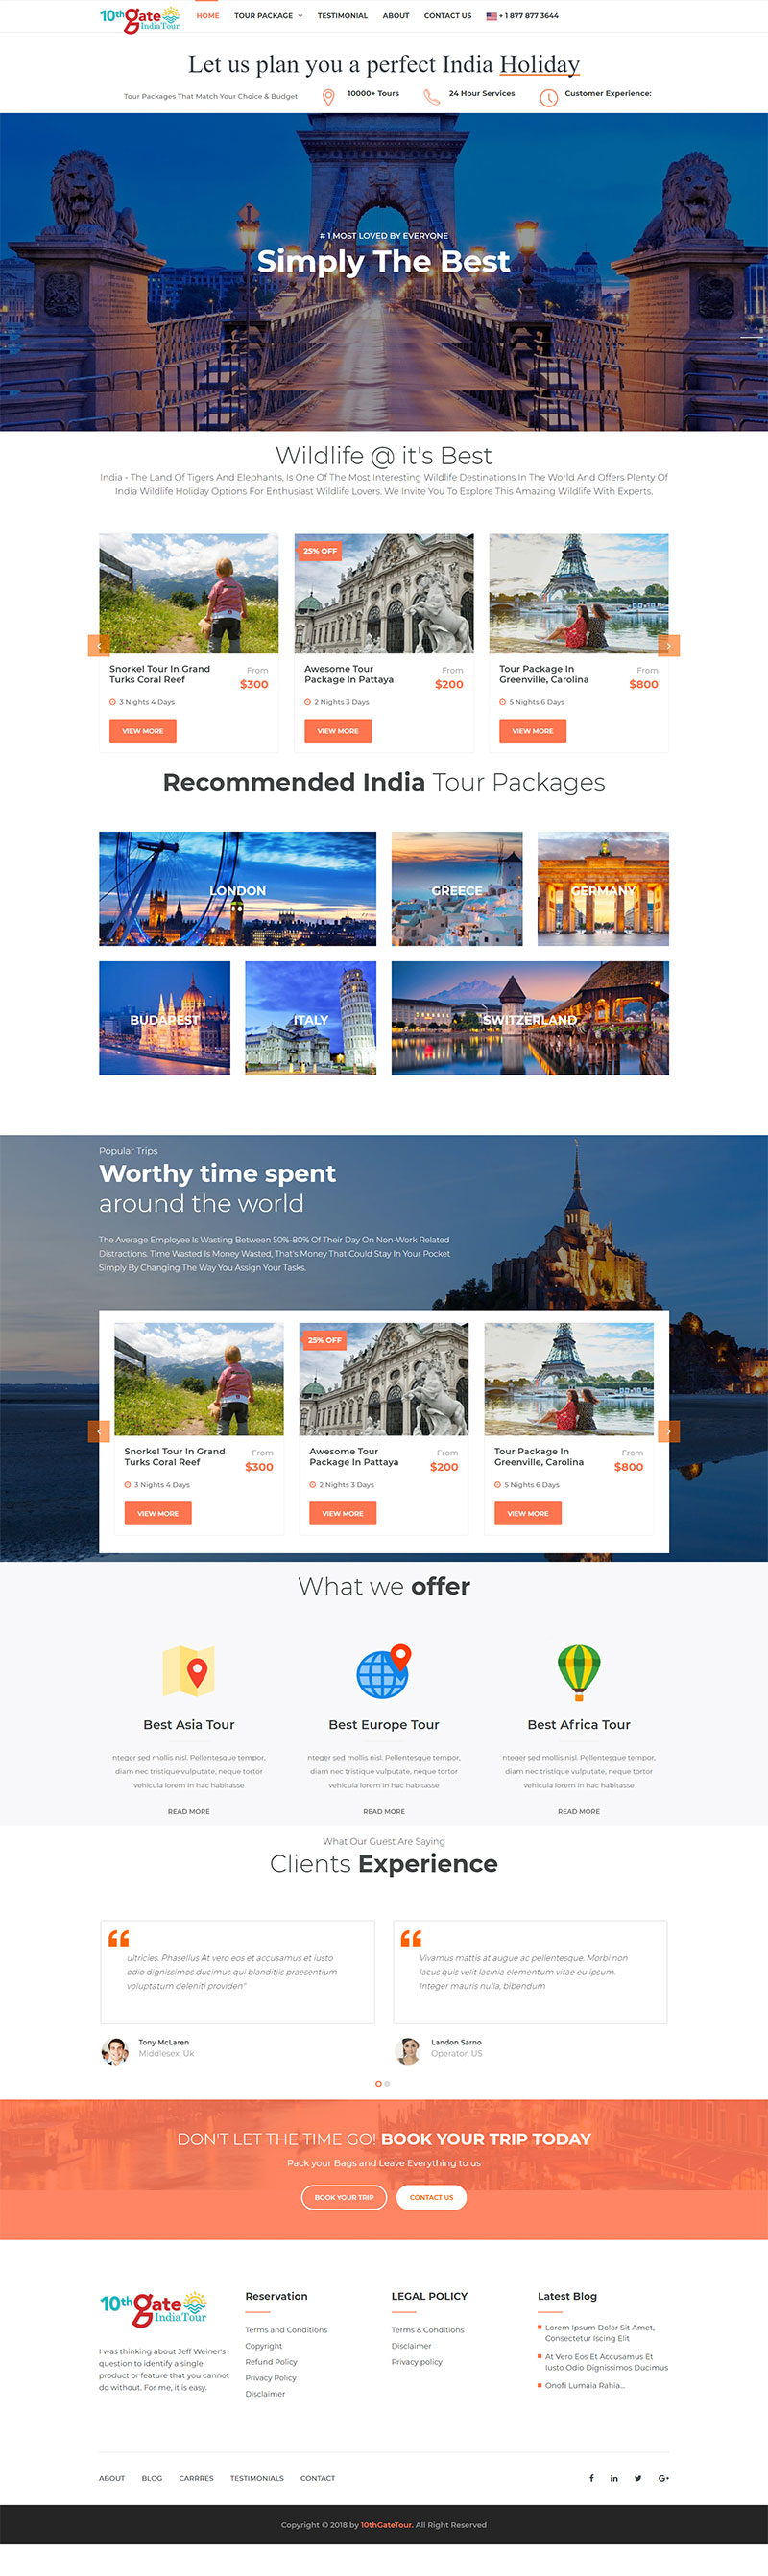 10th gate
IndiaTour
HOME
TOUR PACKAGE
TESTIMONIAL
ABOUT
CONTACT US
+ 1 877 877 3644
Let us plan you a perfect India Holiday
Tour Packages That Match Your Choice & Budget
10000+ Tours
24 Hour Services
Customer Experience:
# 1 MOST LOVED BY EVERYONE
Simply The Best
Wildlife @ it's Best
India - The Land Of Tigers And Elephants, Is One Of The Most Interesting Wildlife Destinations In The World And Offers Plenty Of
India Wildlife Holiday Options For Enthusiast Wildlife Lovers. We Invite You To Explore This Amazing Wildlife With Experts.
Snorkel Tour In Grand
Turks Coral Reef
From
$300
3 Nights 4 Days
VIEW MORE
25% OFF
Awesome Tour
Package In Pattaya
From
$200
2 Nights 3 Days
VIEW MORE
Tour Package In
Greenville, Carolina
From
$800
5 Nights 6 Days
VIEW MORE
Recommended India Tour Packages
LONDON
GREECE
GERMANY
BUDAPEST
ITALY
SWITZERLAND
Popular Trips
Worthy time spent
around the world
The Average Employee Is Wasting Between 50%-80% Of Their Day On Non-Work Related
Distractions. Time Wasted Is Money Wasted, That's Money That Could Stay In Your Pocket
Simply By Changing The Way You Assign Your Tasks.
Snorkel Tour In Grand
Turks Coral Reef
From
$300
3 Nights 4 Days
VIEW MORE
25% OFF
Awesome Tour
Package In Pattaya
From
$200
2 Nights 3 Days
VIEW MORE
Tour Package In
Greenville, Carolina
From
$800
5 Nights 6 Days
VIEW MORE
What we offer
Best Asia Tour
nteger sed mollis nisl. Pellentesque tempor,
diam nec tristique vulputate, neque tortor
vehicula lorem In hac habitasse
READ MORE
Best Europe Tour
nteger sed mollis nisl. Pellentesque tempor,
diam nec tristique vulputate, neque tortor
vehicula lorem In hac habitasse
READ MORE
Best Africa Tour
nteger sed mollis nisl. Pellentesque tempor,
diam nec tristique vulputate, neque tortor
vehicula lorem In hac habitasse
READ MORE
What Our Guest Are Saying
Clients Experience
ultricies. Phasellus At vero eos et accusamus et iusto
odio dignissimos ducimus qui blanditiis praesentium
voluptatum deleniti providen"
Tony McLaren
Middlesex, Uk
Vivamus mattis at augue ac pellentesque. Morbi non
lacus quis velit lacinia elementum vitae eu ipsum.
Integer mauris nulla, bibendum
Landon Sarno
Operator, US
DON'T LET THE TIME GO! BOOK YOUR TRIP TODAY
Pack your Bags and Leave Everything to us
BOOK YOUR TRIP
CONTACT US
10th gate
IndiaTour
I was thinking about Jeff Weiner's
question to identify a single
product or feature that you cannot
do without. For me, it is easy.
Reservation
Terms and Conditions
Copyright
Refund Policy
Privacy Policy
Disclaimer
LEGAL POLICY
Terms & Conditions
Disclaimer
Privacy policy
Latest Blog
Lorem Ipsum Dolor Sit Amet,
Consectetur Iscing Elit
At Vero Eos Et Accusamus Et
Iusto Odio Dignissimos Ducimus
Onofi Lumaia Rahia...
ABOUT
BLOG
CARRRES
TESTIMONIALS
CONTACT
Copyright © 2018 by 10thGateTour. All Right Reserved